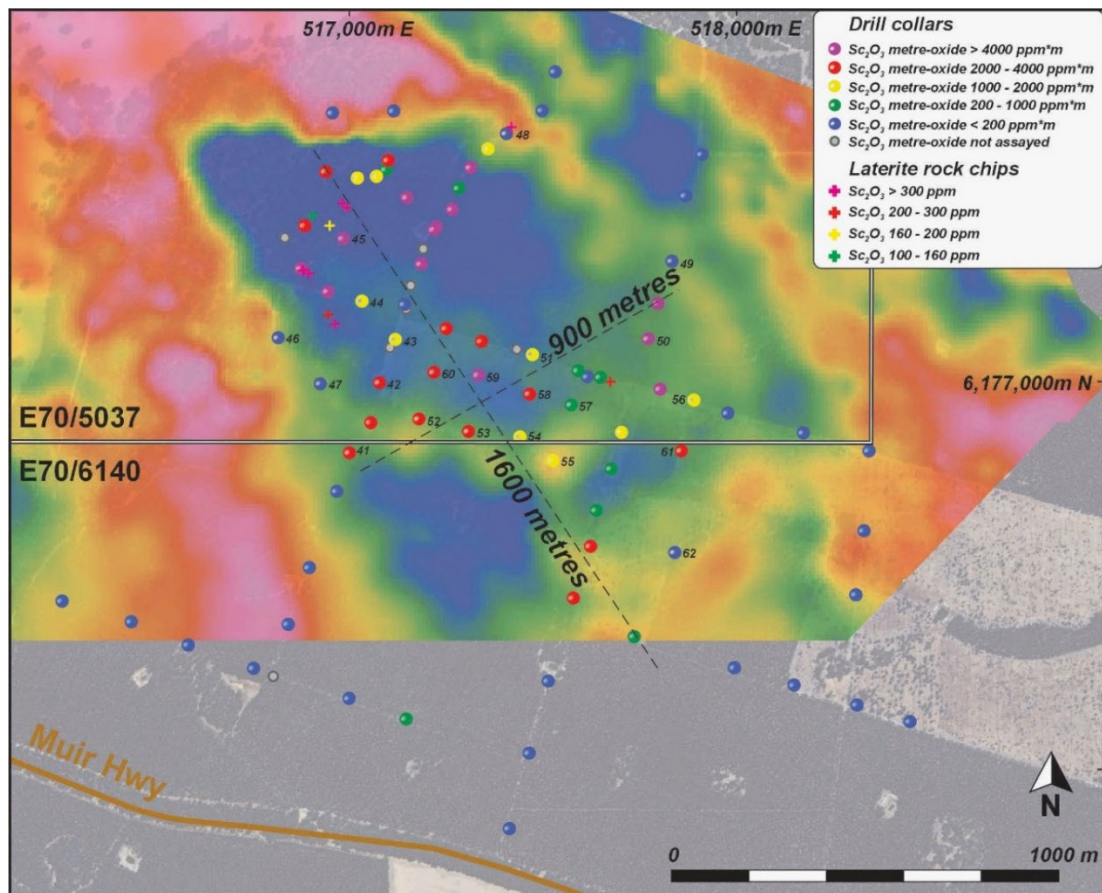 517,000m E
518,000m E
Drill collars
Sc₂O₃ metre-oxide > 4000 ppm*m
Sc₂O₃ metre-oxide 2000 - 4000 ppm*m
Sc₂O₃ metre-oxide 1000 - 2000 ppm*m
Sc₂O₃ metre-oxide 200 - 1000 ppm*m
Sc₂O₃ metre-oxide < 200 ppm*m
Sc₂O₃ metre-oxide not assayed
Laterite rock chips
Sc₂O₃ > 300 ppm
Sc₂O₃ 200 - 300 ppm
Sc₂O₃ 160 - 200 ppm
Sc₂O₃ 100 - 160 ppm
48
45
49
44
900 metres
46
43
50
51
47
42
60
59
58
6,177,000m N
56
57
E70/5037
52
53
54
41
61
E70/6140
55
1600 metres
62
Muir Hwy
N
0
1000 m